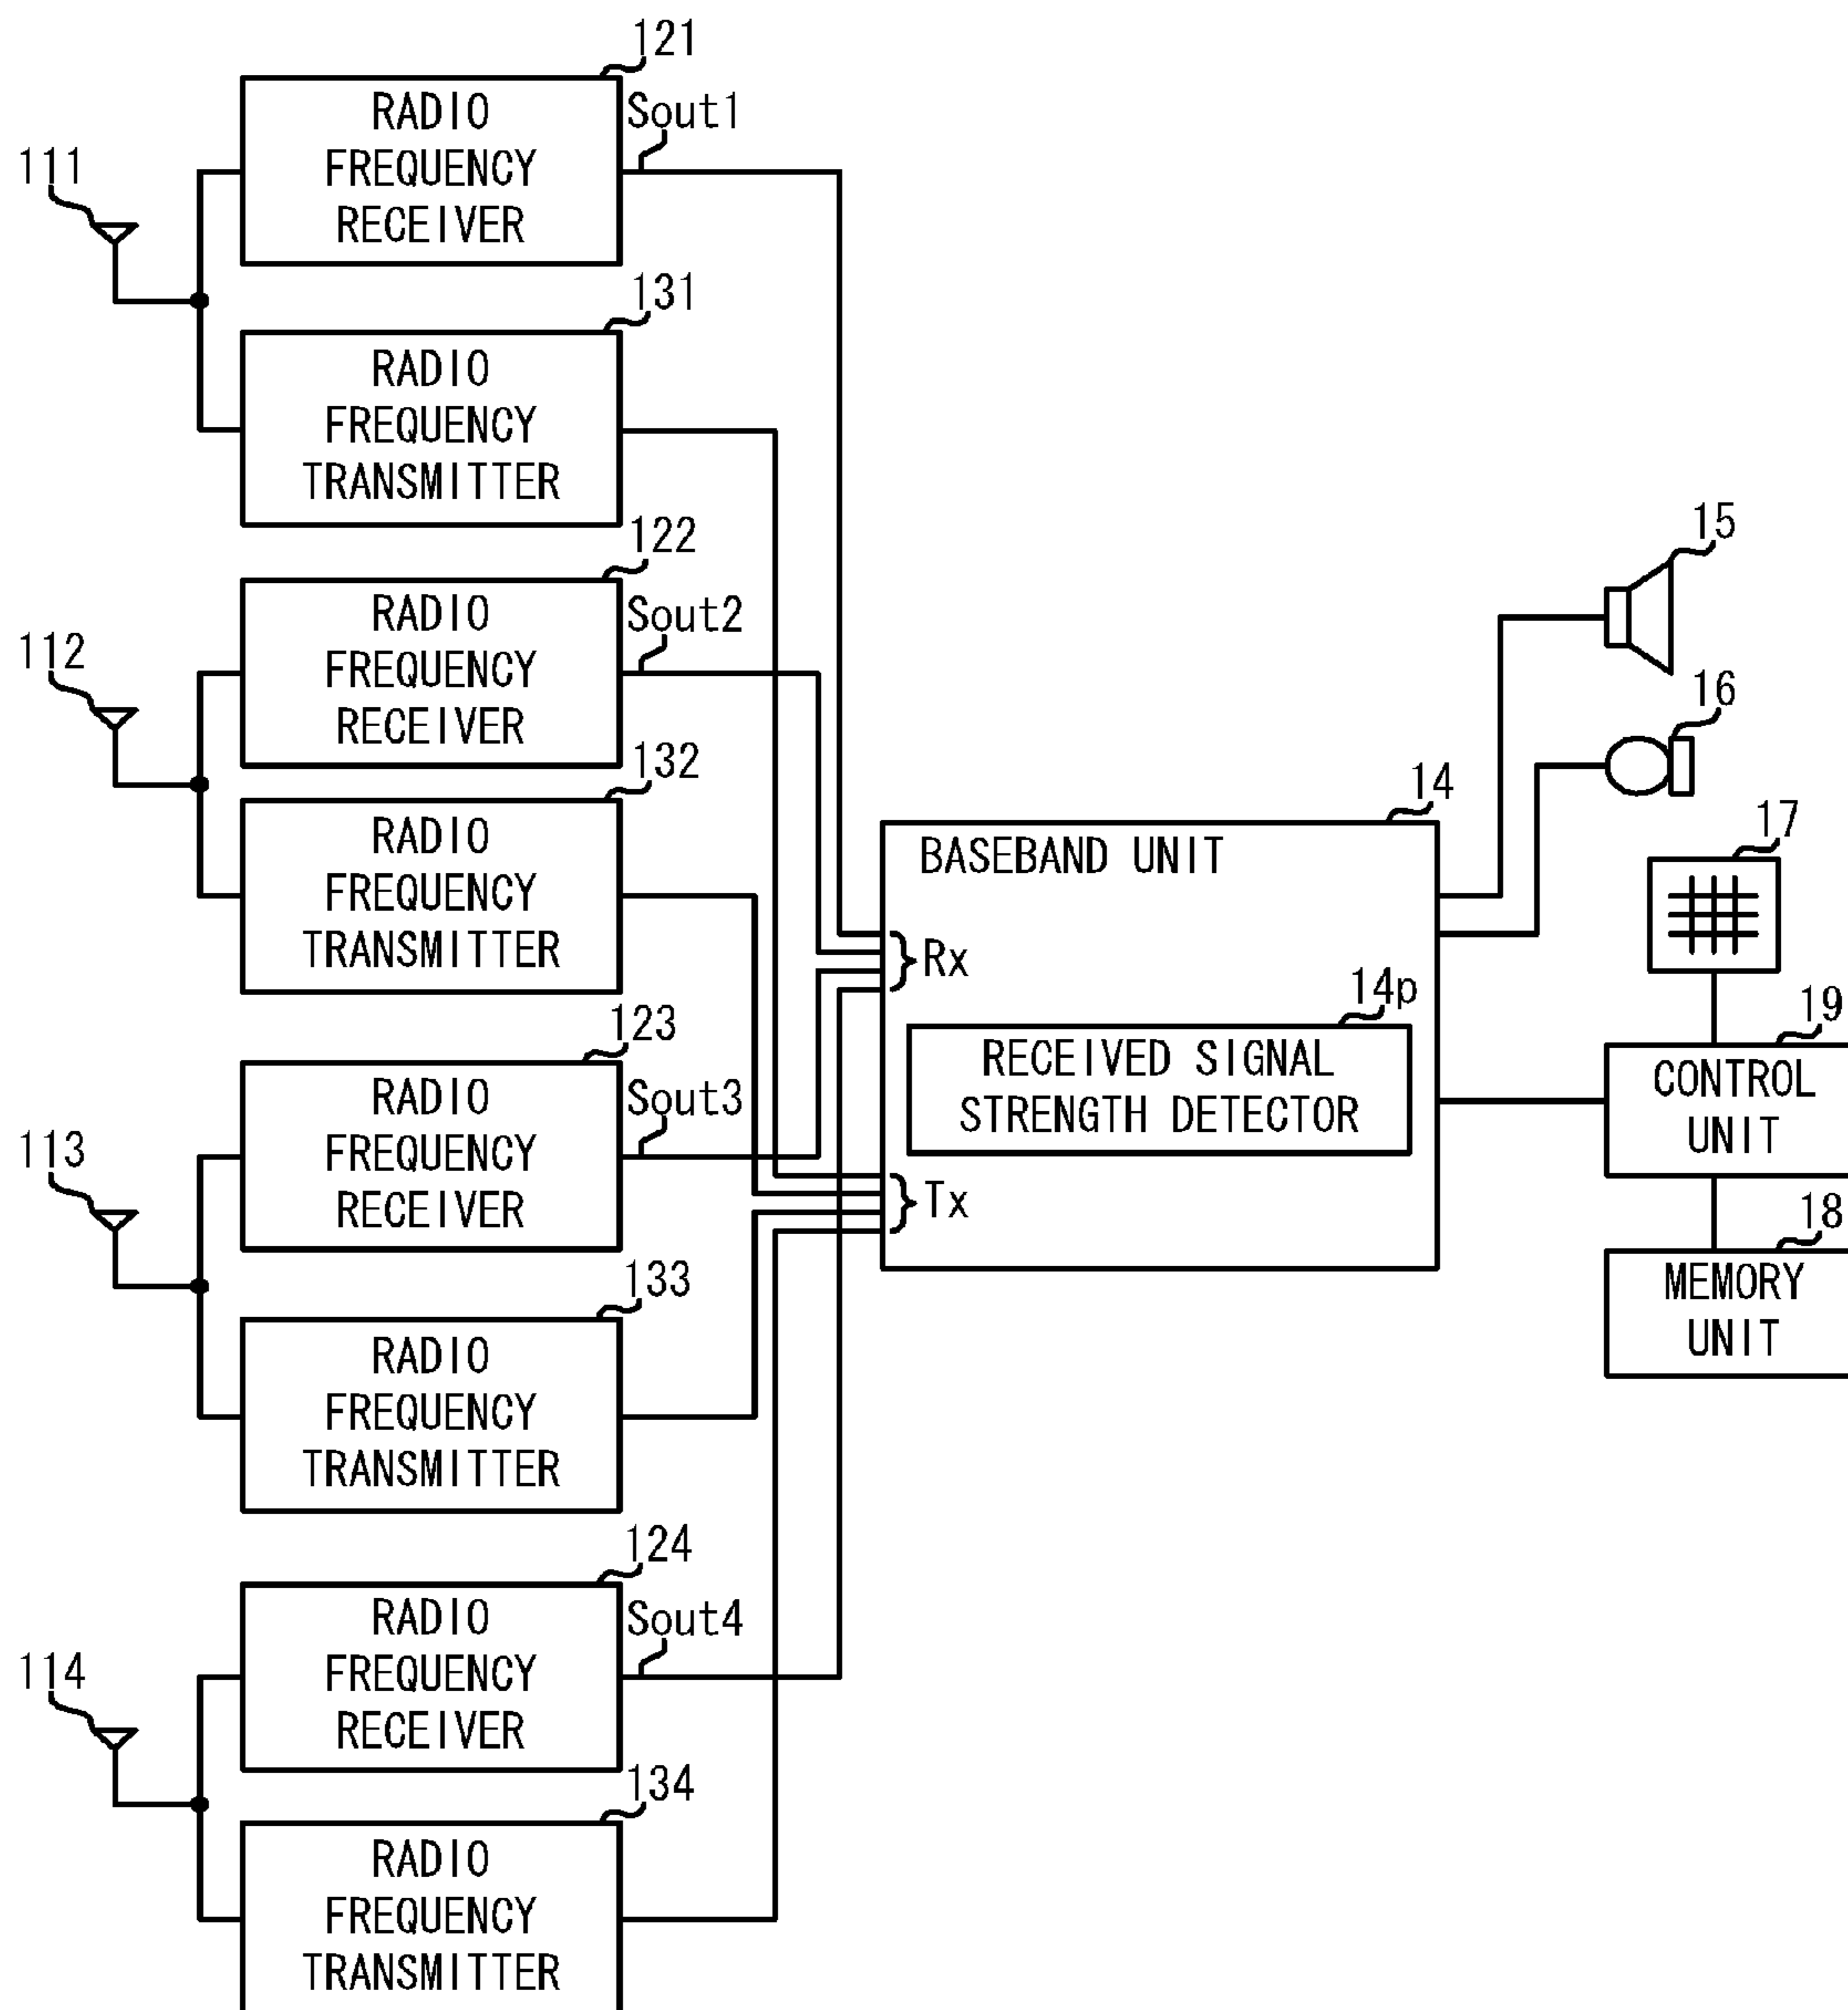 121
RADIO
FREQUENCY
RECEIVER
Sout1
111
131
RADIO
FREQUENCY
TRANSMITTER
122
RADIO
FREQUENCY
RECEIVER
Sout2
112
132
RADIO
FREQUENCY
TRANSMITTER
123
RADIO
FREQUENCY
RECEIVER
Sout3
113
133
RADIO
FREQUENCY
TRANSMITTER
124
RADIO
FREQUENCY
RECEIVER
Sout4
114
134
RADIO
FREQUENCY
TRANSMITTER
14
BASEBAND UNIT
Rx
14p
RECEIVED SIGNAL
STRENGTH DETECTOR
Tx
15
16
17
19
CONTROL
UNIT
18
MEMORY
UNIT